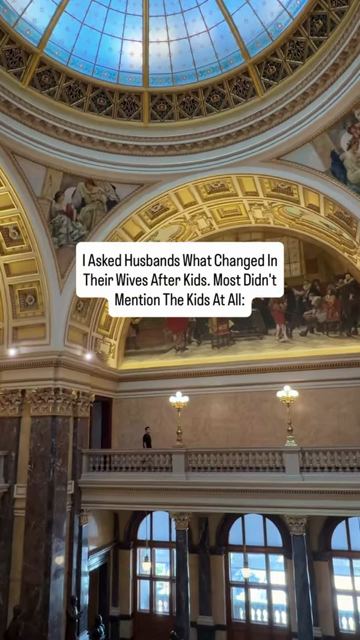 I Asked Husbands What Changed In
Their Wives After Kids. Most Didn't
Mention The Kids At All: